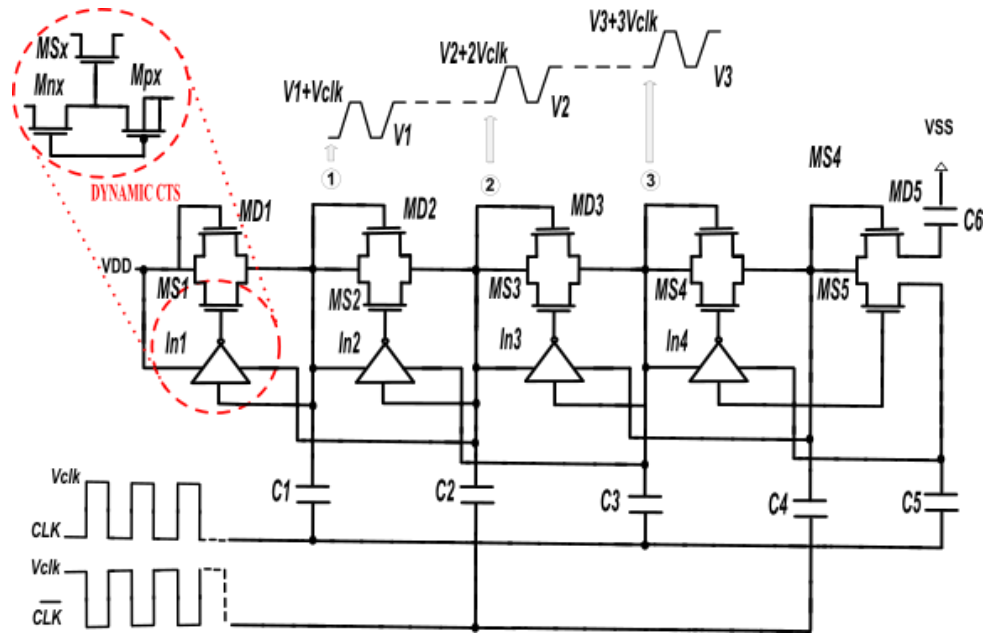 MSx
Mnx
Mpx
DYNAMIC CTS
V1+Vclk
V1
V2+2Vclk
V2
V3+3Vclk
V3
1
2
3
VSS
MS4
MD5
C6
MD1
MD2
MD3
MD4
VDD
MS1
MS2
MS3
MS4
MS5
In1
In2
In3
In4
C1
C2
C3
C4
C5
Vclk
CLK
Vclk
CLK